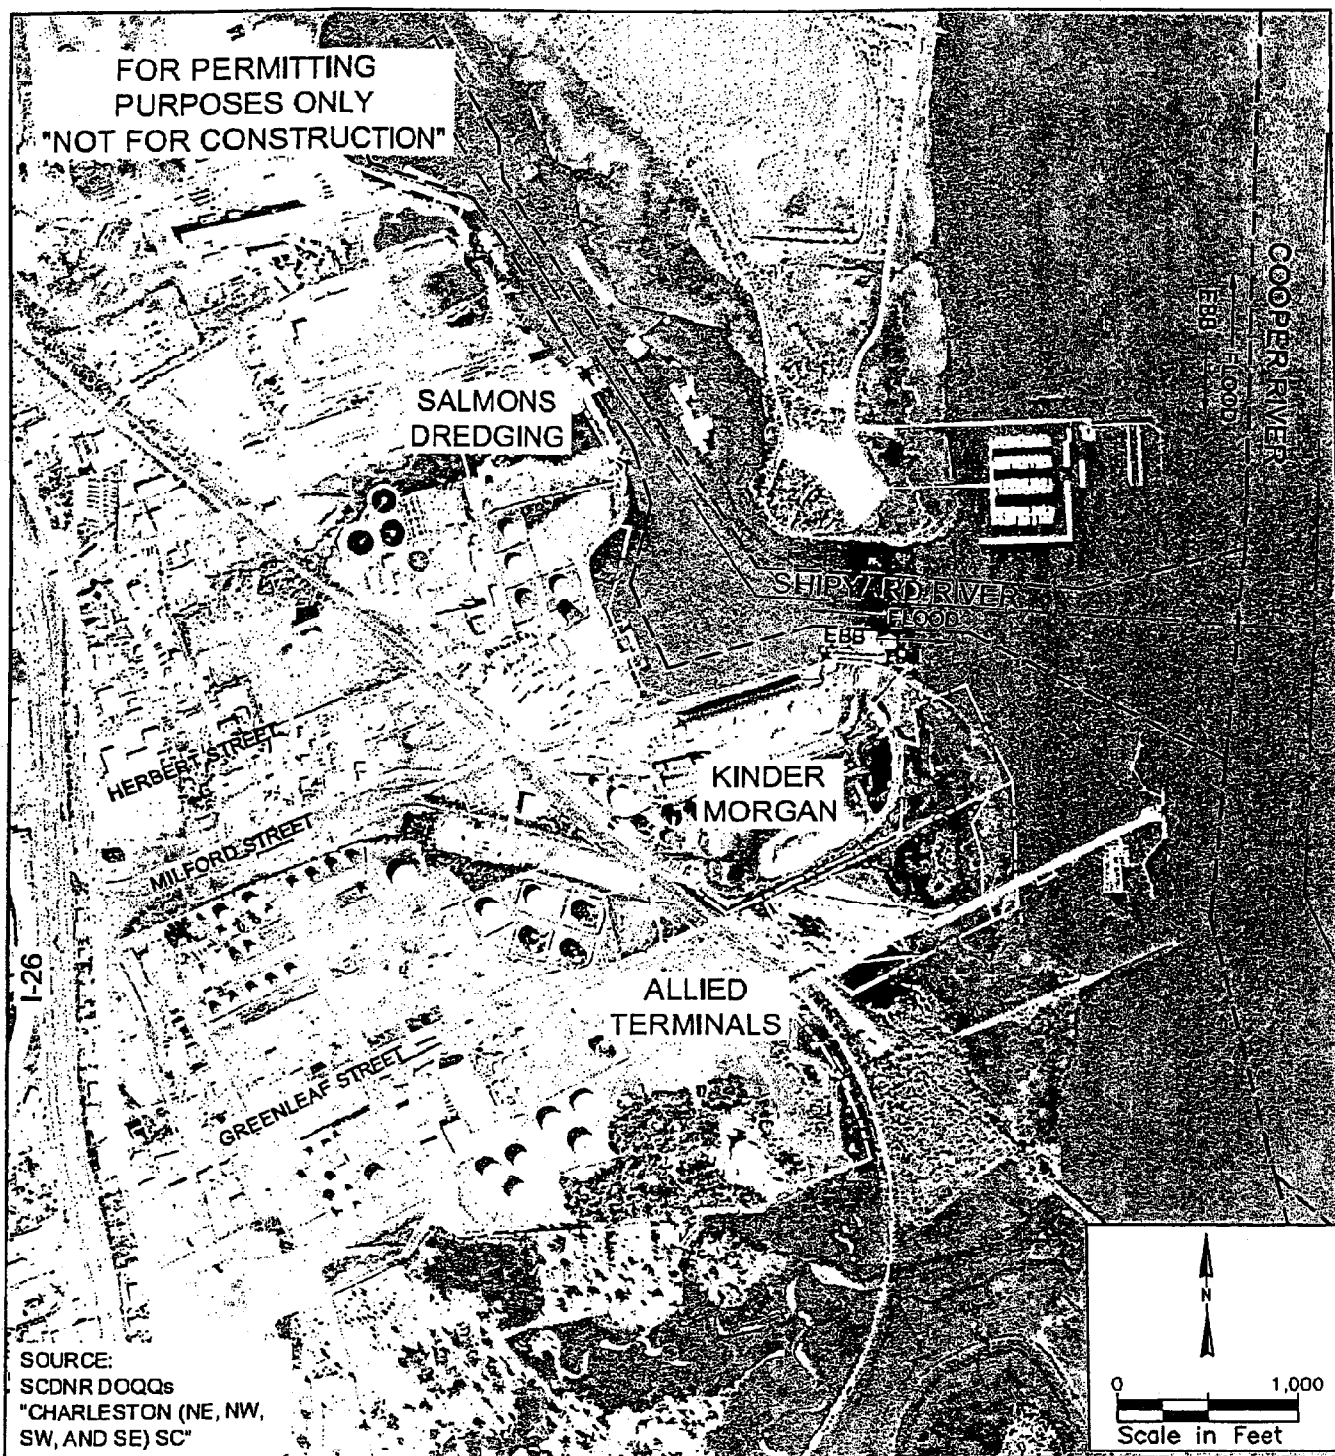 FOR PERMITTING
PURPOSES ONLY
"NOT FOR CONSTRUCTION"
COOPER RIVER
EBB
FLOOD
SALMONS
DREDGING
SHIPYARD RIVER
FLOOD
EBB
HERBERT STREET
KINDER
MORGAN
MILFORD STREET
I-26
ALLIED
TERMINALS
GREENLEAF STREET
N
0 1,000
Scale in Feet
SOURCE:
SCDNR DOQQs
"CHARLESTON (NE, NW,
SW, AND SE) SC"